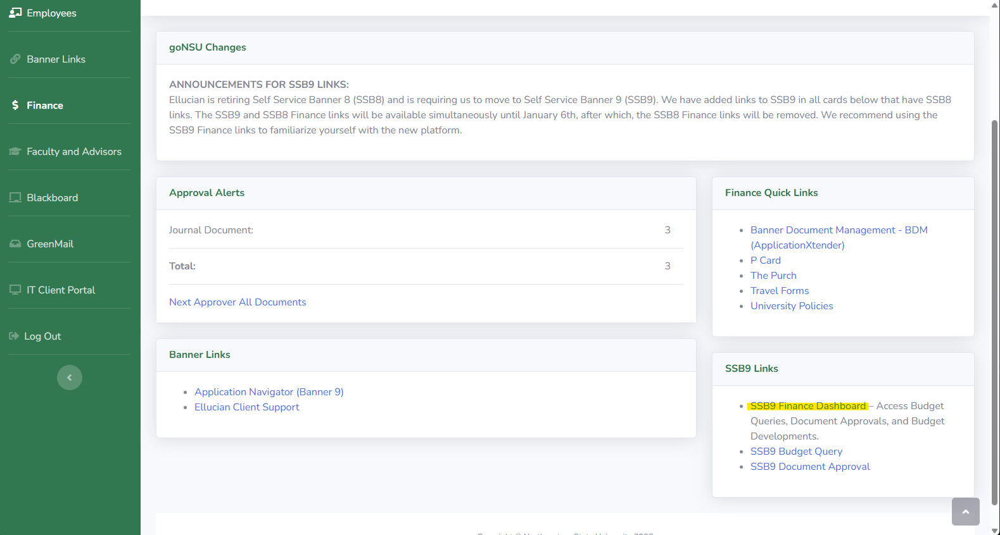 Employees
Banner Links
Finance
Faculty and Advisors
Blackboard
GreenMail
IT Client Portal
Log Out
goNSU Changes
ANNOUNCEMENTS FOR SSB9 LINKS:
Ellucian is retiring Self Service Banner 8 (SSB8) and is requiring us to move to Self Service Banner 9 (SSB9). We have added links to SSB9 in all cards below that have SSB8
links. The SSB9 and SSB8 Finance links will be available simultaneously until January 6th, after which, the SSB8 Finance links will be removed. We recommend using the
SSB9 Finance links to familiarize yourself with the new platform.
Approval Alerts
Journal Document: 3
Total: 3
Next Approver All Documents
Banner Links
• Application Navigator (Banner 9)
• Ellucian Client Support
Finance Quick Links
• Banner Document Management - BDM
(ApplicationXtender)
• P Card
• The Purch
• Travel Forms
• University Policies
SSB9 Links
• SSB9 Finance Dashboard – Access Budget
Queries, Document Approvals, and Budget
Developments.
• SSB9 Budget Query
• SSB9 Document Approval